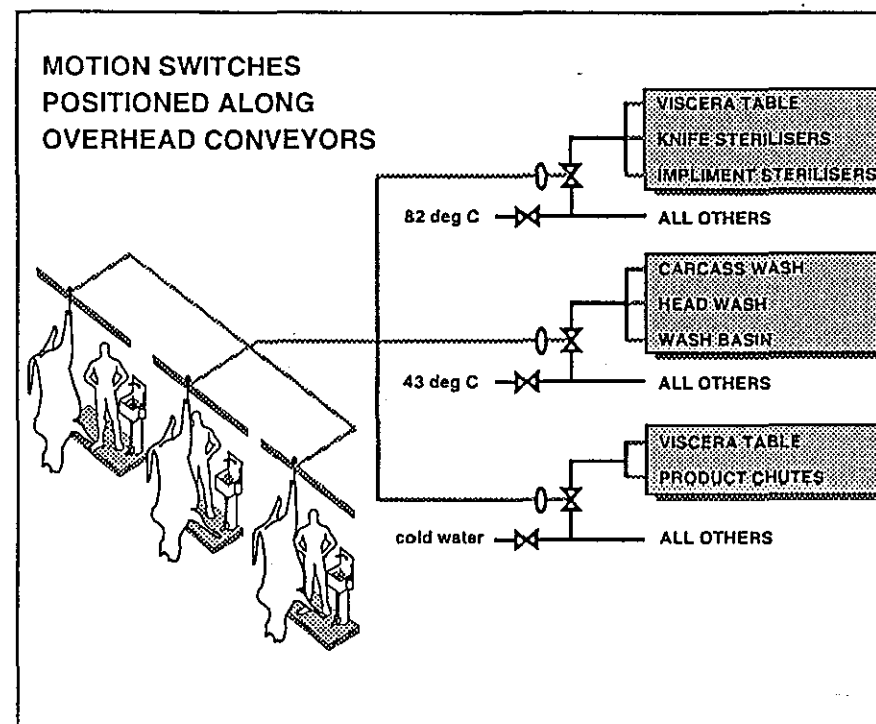 MOTION SWITCHES
POSITIONED ALONG
OVERHEAD CONVEYORS
VISCERA TABLE
KNIFE STERILISERS
IMPLIMENT STERILISERS
82 deg C
ALL OTHERS
CARCASS WASH
HEAD WASH
WASH BASIN
43 deg C
ALL OTHERS
VISCERA TABLE
PRODUCT CHUTES
cold water
ALL OTHERS